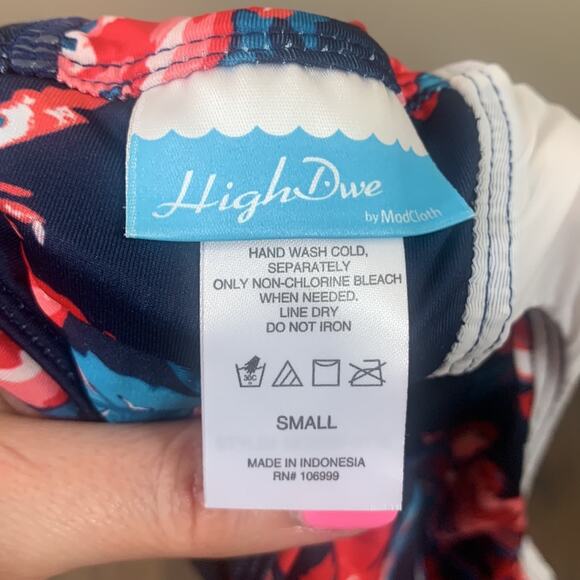 High Dive
by ModCloth
HAND WASH COLD,
SEPARATELY
ONLY NON-CHLORINE BLEACH
WHEN NEEDED.
LINE DRY
DO NOT IRON
30C
SMALL
MADE IN INDONESIA
RN# 106999